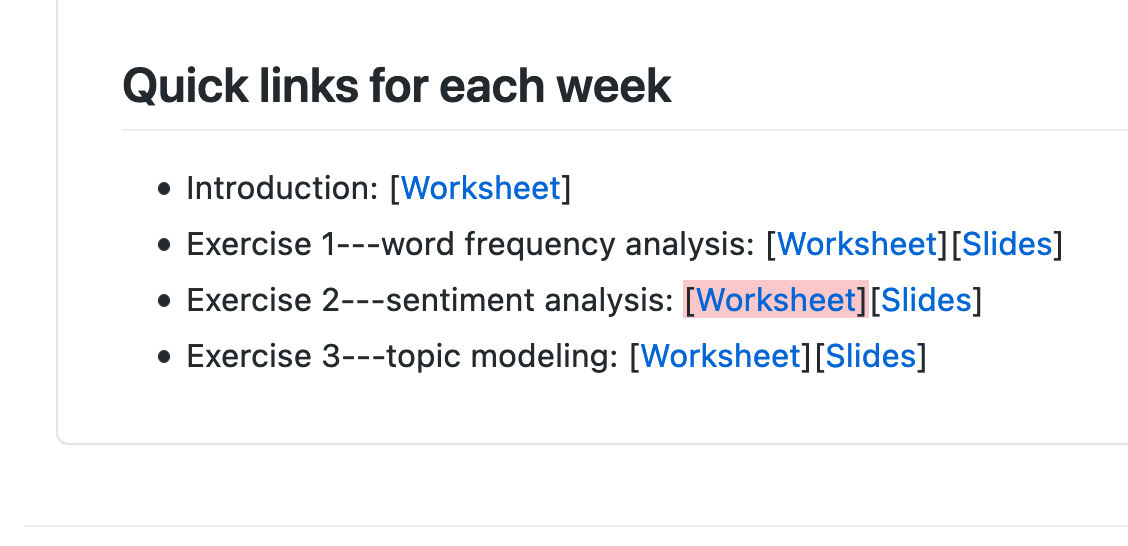 Quick links for each week
• Introduction: [Worksheet]
• Exercise 1---word frequency analysis: [Worksheet][Slides]
• Exercise 2---sentiment analysis: [Worksheet][Slides]
• Exercise 3---topic modeling: [Worksheet][Slides]